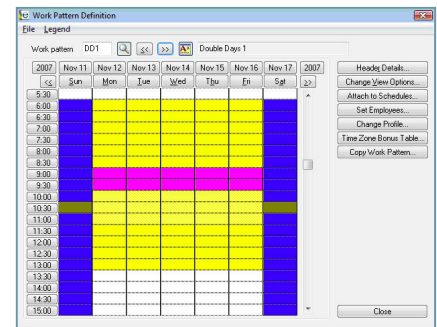 Work Pattern Definition
File Legend
Work pattern DD1 << >> Double Days 1
2007 Nov 11 Nov 12 Nov 13 Nov 14 Nov 15 Nov 16 Nov 17 2007
<< Sun Mon Tue Wed Thu Fri Sat >>
5:30
6:00
6:30
7:00
7:30
8:00
8:30
9:00
9:30
10:00
10:30
11:00
11:30
12:00
12:30
13:00
13:30
14:00
14:30
15:00
Header Details...
Change View Options...
Attach to Schedules...
Set Employees...
Change Profile...
Time Zone Bonus Table...
Copy Work Pattern...
Close